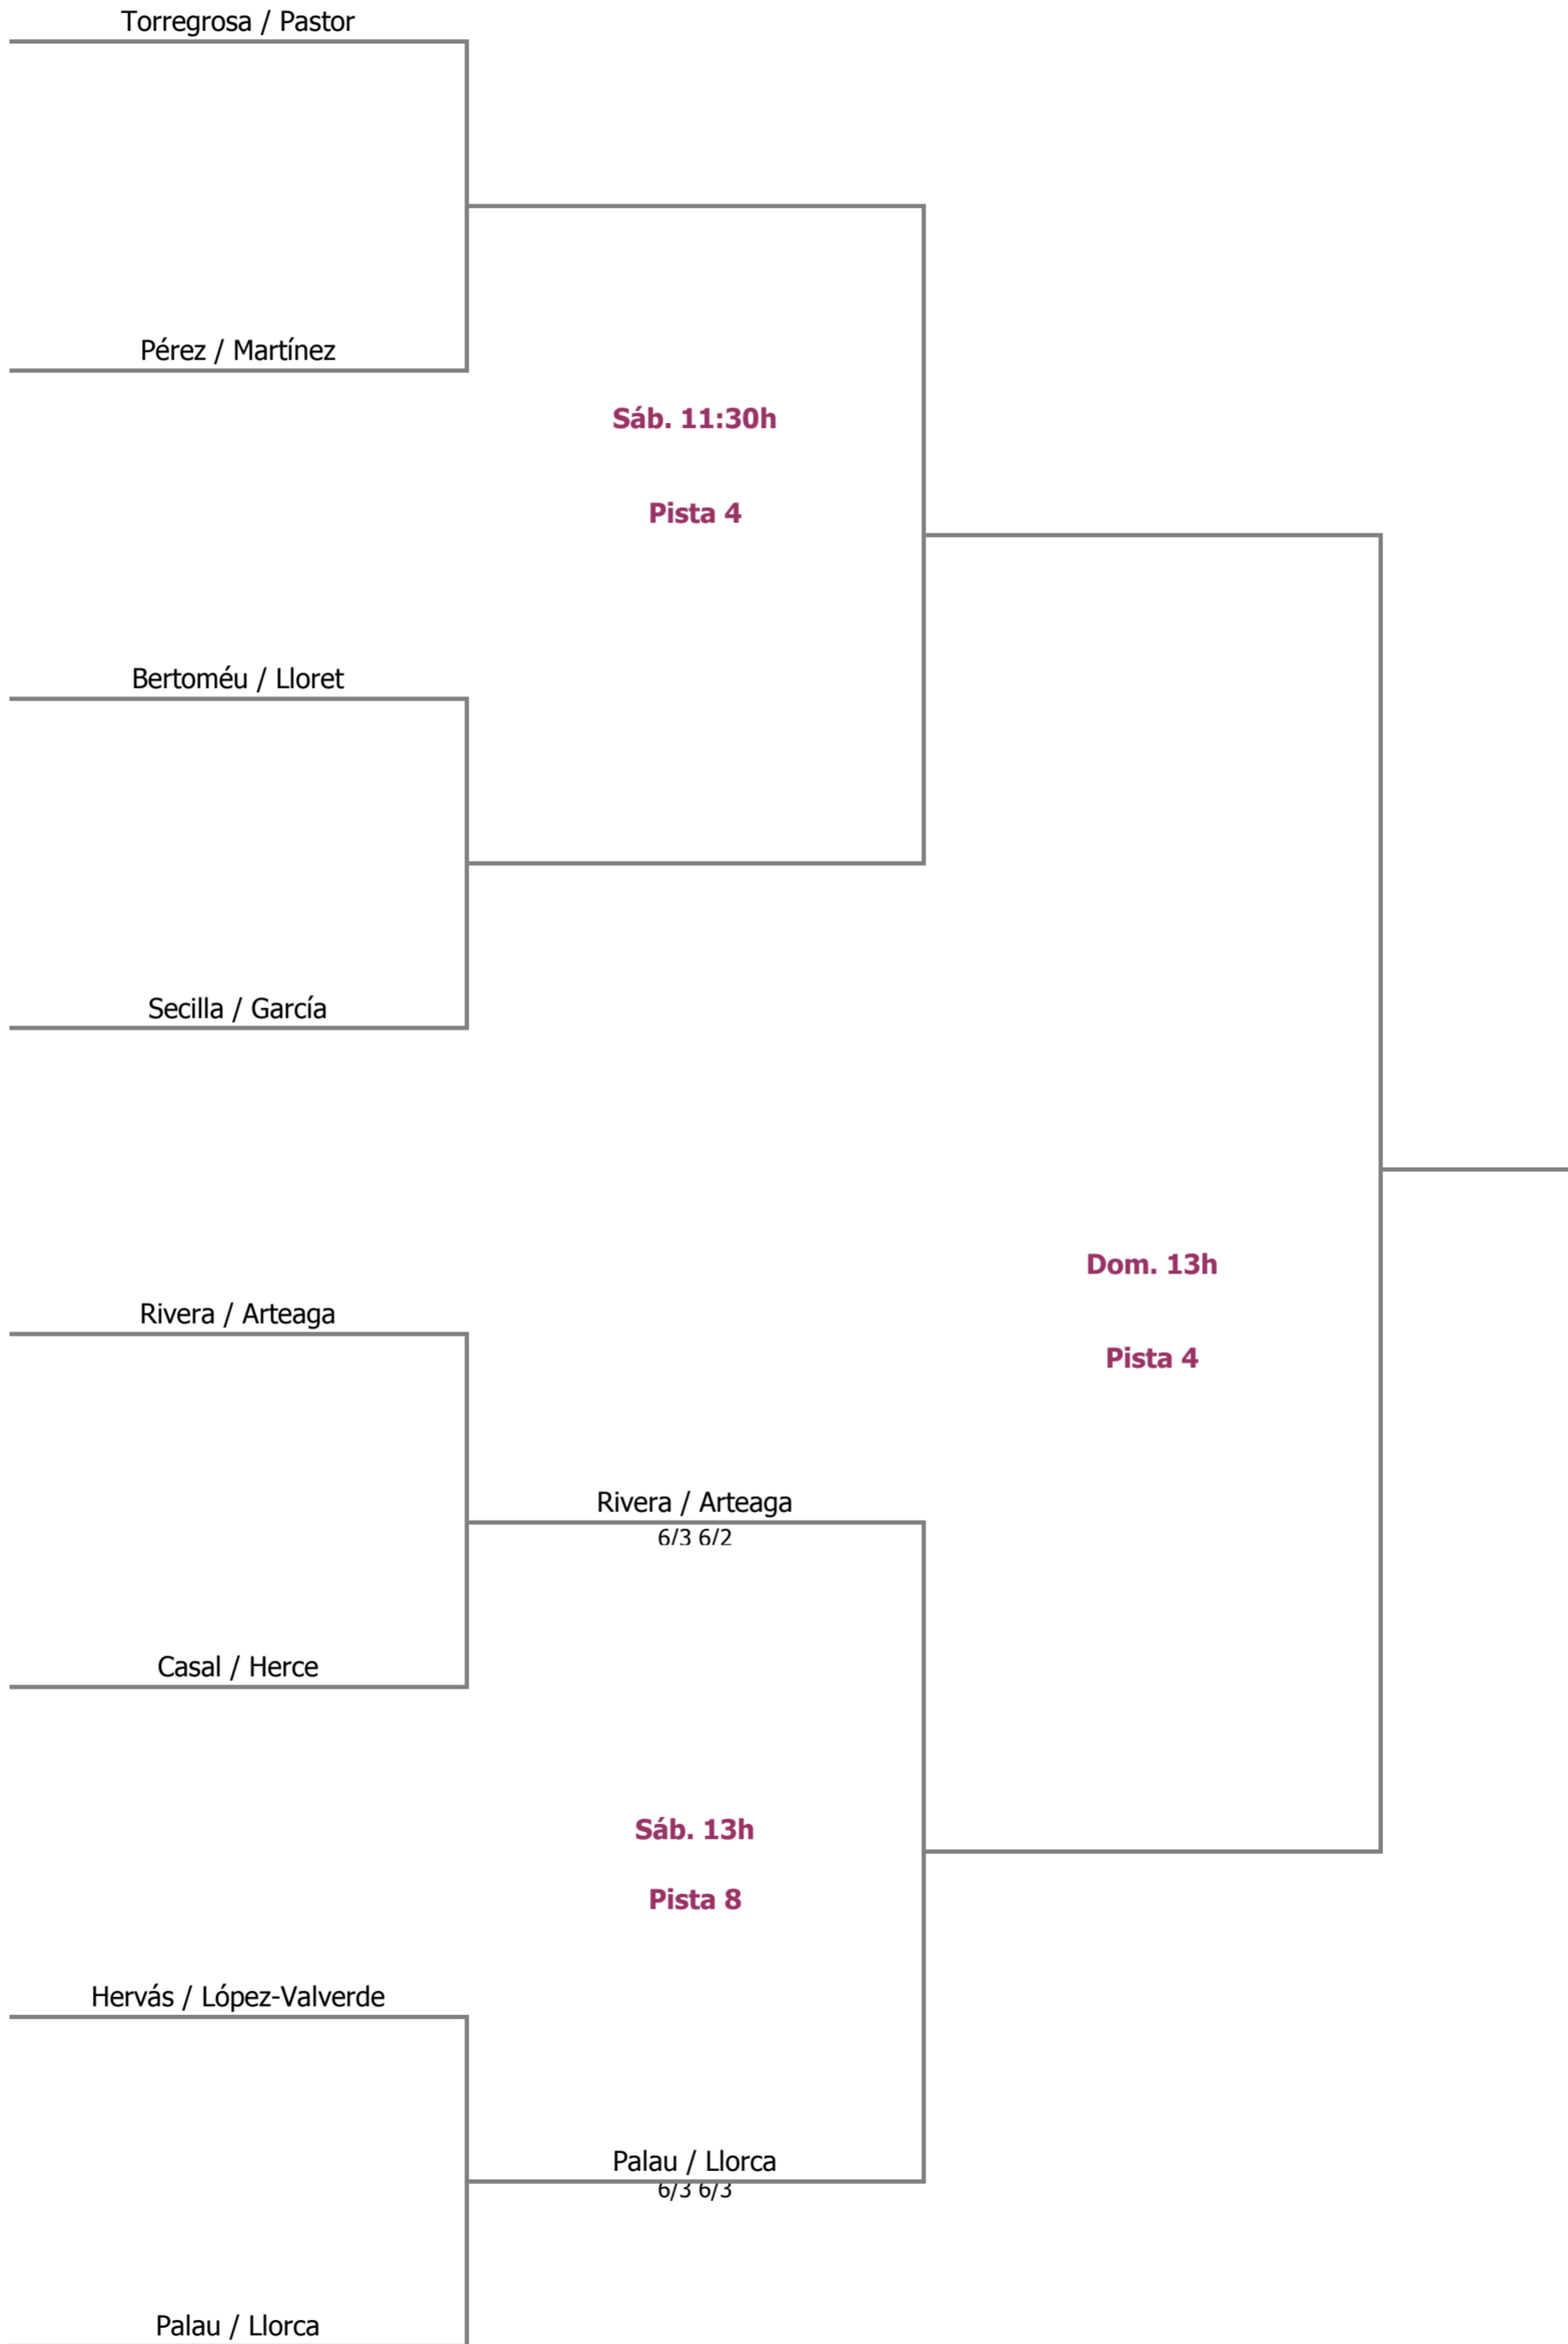 Torregrosa / Pastor
Pérez / Martínez
Sáb. 11:30h
Pista 4
Bertoméu / Lloret
Secilla / García
Dom. 13h
Rivera / Arteaga
Pista 4
Rivera / Arteaga
6/3 6/2
Casal / Herce
Sáb. 13h
Pista 8
Hervás / López-Valverde
Palau / Llorca
6/3 6/3
Palau / Llorca